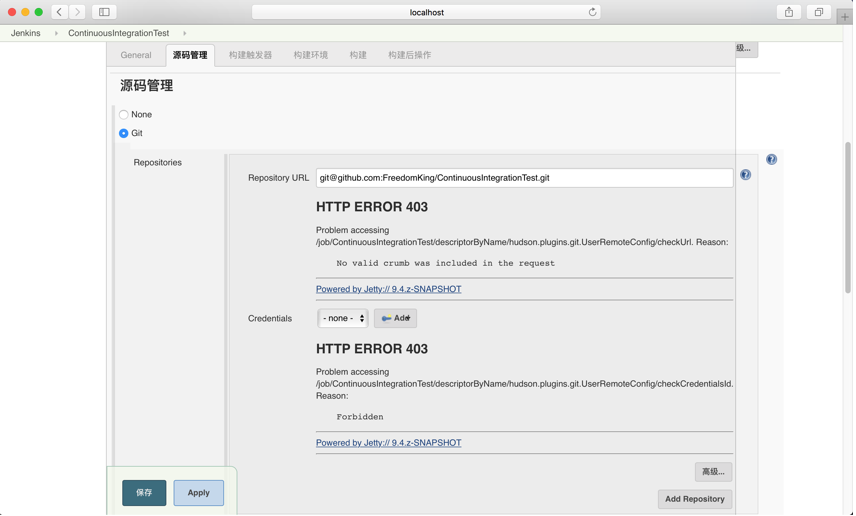 localhost
Jenkins ContinuousIntegrationTest
General 源码管理 构建触发器 构建环境 构建 构建后操作 级...
源码管理
None
Git
Repositories
Repository URL git@github.com:FreedomKing/ContinuousIntegrationTest.git
HTTP ERROR 403
Problem accessing
/job/ContinuousIntegrationTest/descriptorByName/hudson.plugins.git.UserRemoteConfig/checkUrl. Reason:
No valid crumb was included in the request
Powered by Jetty:// 9.4.z-SNAPSHOT
Credentials - none - Add
HTTP ERROR 403
Problem accessing
/job/ContinuousIntegrationTest/descriptorByName/hudson.plugins.git.UserRemoteConfig/checkCredentialsId.
Reason:
Forbidden
Powered by Jetty:// 9.4.z-SNAPSHOT
高级...
保存 Apply
Add Repository